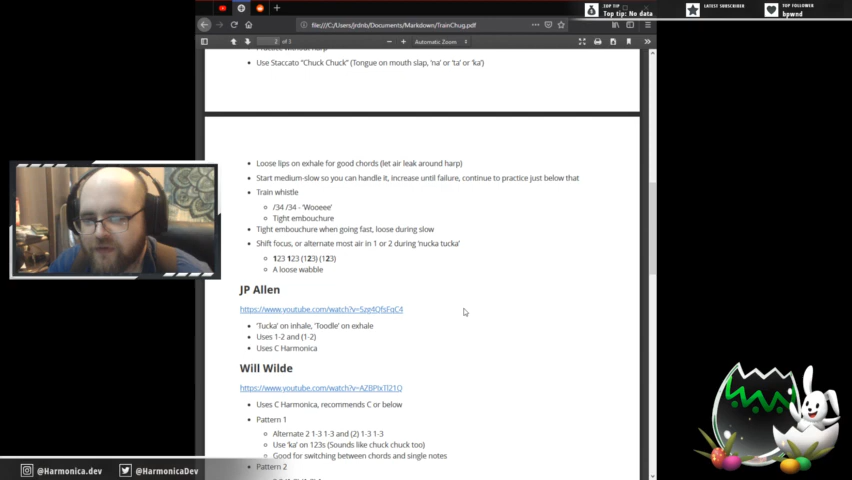 TOP TIP
Top tip: No data
LATEST SUBSCRIBER
TOP FOLLOWER
bpwnd
file:///C:/Users/jrdnb/Documents/Markdown/TrainChug.pdf
2 of 3
Automatic Zoom
• Use Staccato "Chuck Chuck" (Tongue on mouth slap, 'na' or 'ta' or 'ka')
• Loose lips on exhale for good chords (let air leak around harp)
• Start medium-slow so you can handle it, increase until failure, continue to practice just below that
• Train whistle
/34 /34 - 'Wooeee'
Tight embouchure
• Tight embouchure when going fast, loose during slow
• Shift focus, or alternate most air in 1 or 2 during 'nucka tucka'
123 123 (123) (123)
A loose wabble
JP Allen
https://www.youtube.com/watch?v=5ze4QfsFqC4
• 'Tucka' on inhale, 'Toodle' on exhale
• Uses 1-2 and (1-2)
• Uses C Harmonica
Will Wilde
https://www.youtube.com/watch?v=AZBPlxTl21Q
• Uses C Harmonica, recommends C or below
• Pattern 1
Alternate 2 1-3 1-3 and (2) 1-3 1-3
Use 'ka' on 123s (Sounds like chuck chuck too)
Good for switching between chords and single notes
• Pattern 2
@Harmonica.dev
@HarmonicaDev